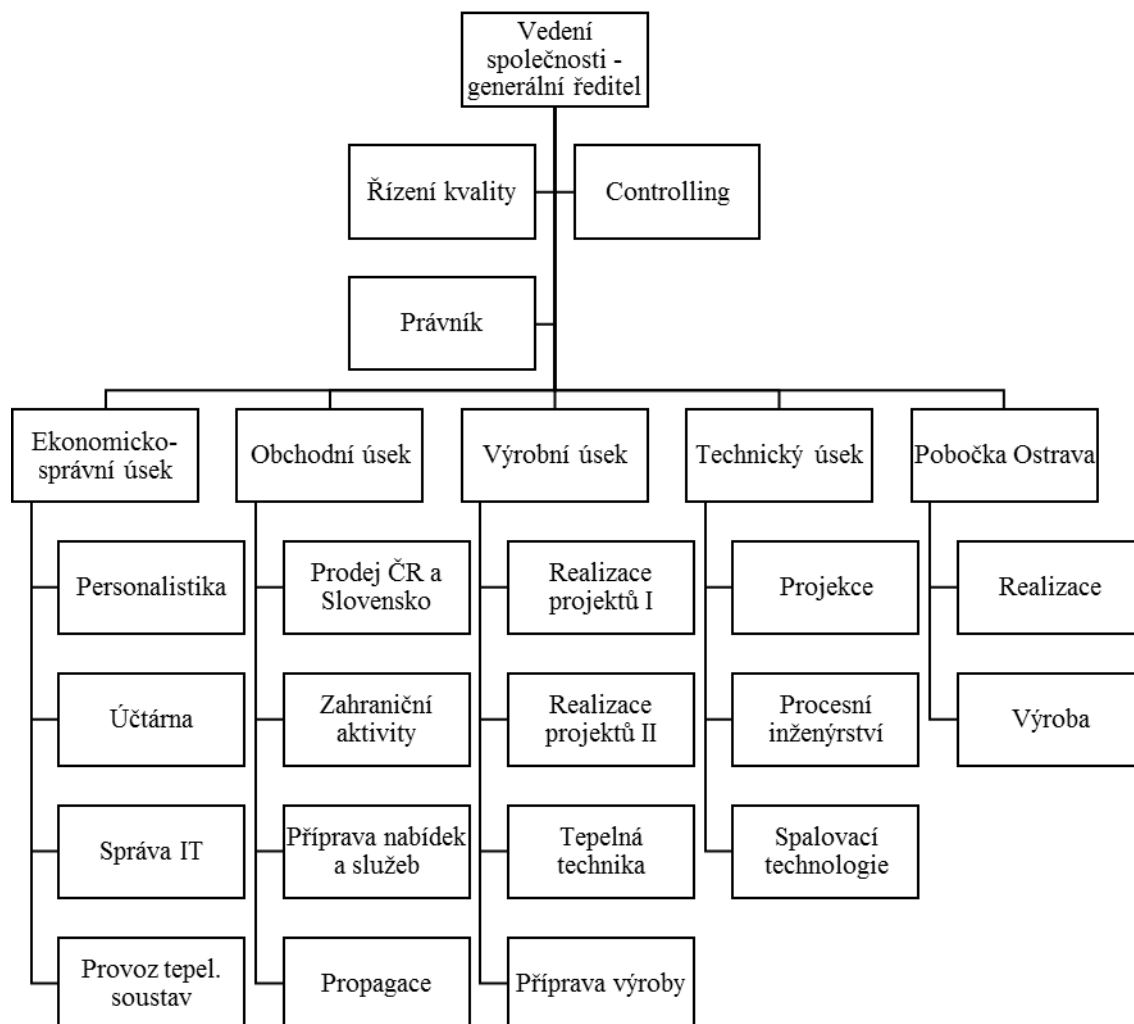 Vedení
společnosti -
generální ředitel
Řízení kvality
Controlling
Právník
Ekonomicko-
správní úsek
Obchodní úsek
Výrobní úsek
Technický úsek
Pobočka Ostrava
Personalistika
Účtárna
Správa IT
Provoz tepel.
soustav
Prodej ČR a
Slovensko
Zahraniční
aktivity
Příprava nabídek
a služeb
Propagace
Realizace
projektů I
Realizace
projektů II
Tepelná
technika
Příprava výroby
Projekce
Procesní
inženýrství
Spalovací
technologie
Realizace
Výroba